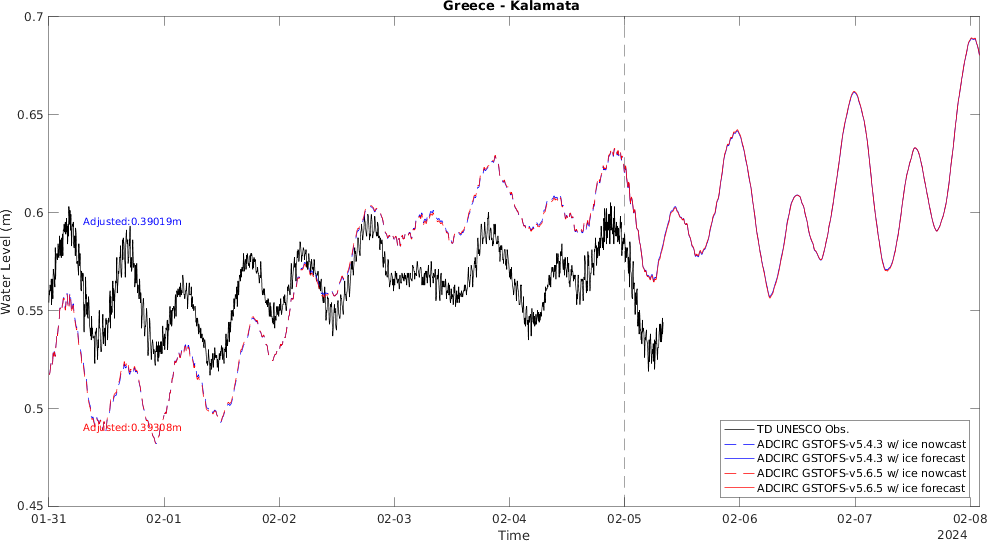 Greece - Kalamata
0.7
0.65
0.6
0.55
0.5
0.45
Water Level (m)
Adjusted:0.39019m
Adjusted:0.39308m
TD UNESCO Obs.
ADCIRC GSTOFS-v5.4.3 w/ ice nowcast
ADCIRC GSTOFS-v5.4.3 w/ ice forecast
ADCIRC GSTOFS-v5.6.5 w/ ice nowcast
ADCIRC GSTOFS-v5.6.5 w/ ice forecast
01-31 02-01 02-02 02-03 02-04 02-05 02-06 02-07 02-08
Time
2024